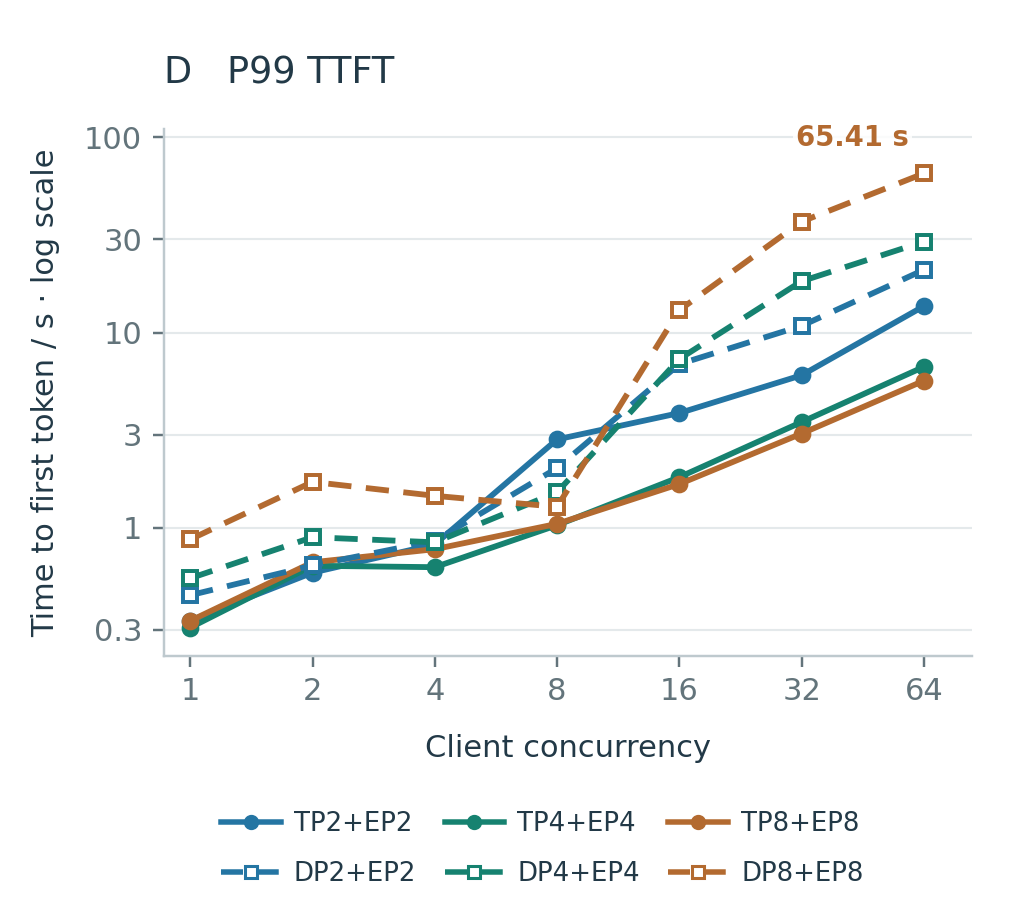 D P99 TTFT
65.41 s
100
30
10
3
1
0.3
Time to first token / s · log scale
1 2 4 8 16 32 64
Client concurrency
TP2+EP2 TP4+EP4 TP8+EP8
DP2+EP2 DP4+EP4 DP8+EP8